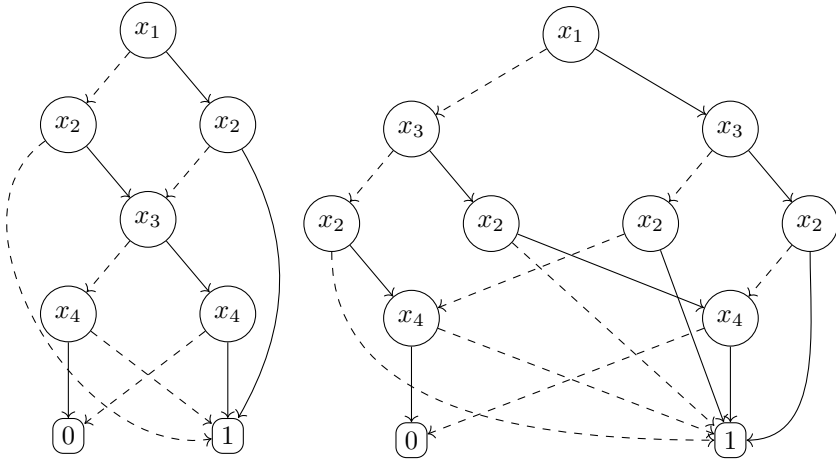 x₁ x₁
x₂ x₂ x₃ x₃
x₃ x₂ x₂ x₂ x₂
x₄ x₄ x₄ x₄
0 1 0 1